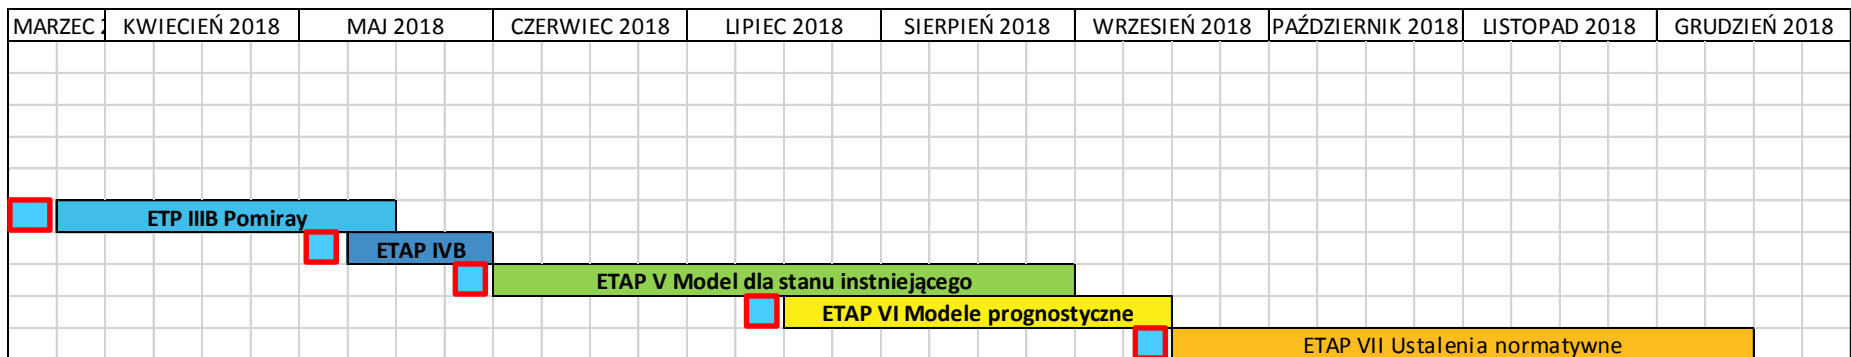 MARZEC 2 KWIECIEŃ 2018 MAJ 2018 CZERWIEC 2018 LIPIEC 2018 SIERPIEŃ 2018 WRZESIEŃ 2018 PAŹDZIERNIK 2018 LISTOPAD 2018 GRUDZIEŃ 2018
ETP IIIB Pomiray
ETAP IVB
ETAP V Model dla stanu instniejącego
ETAP VI Modele prognostyczne
ETAP VII Ustalenia normatywne